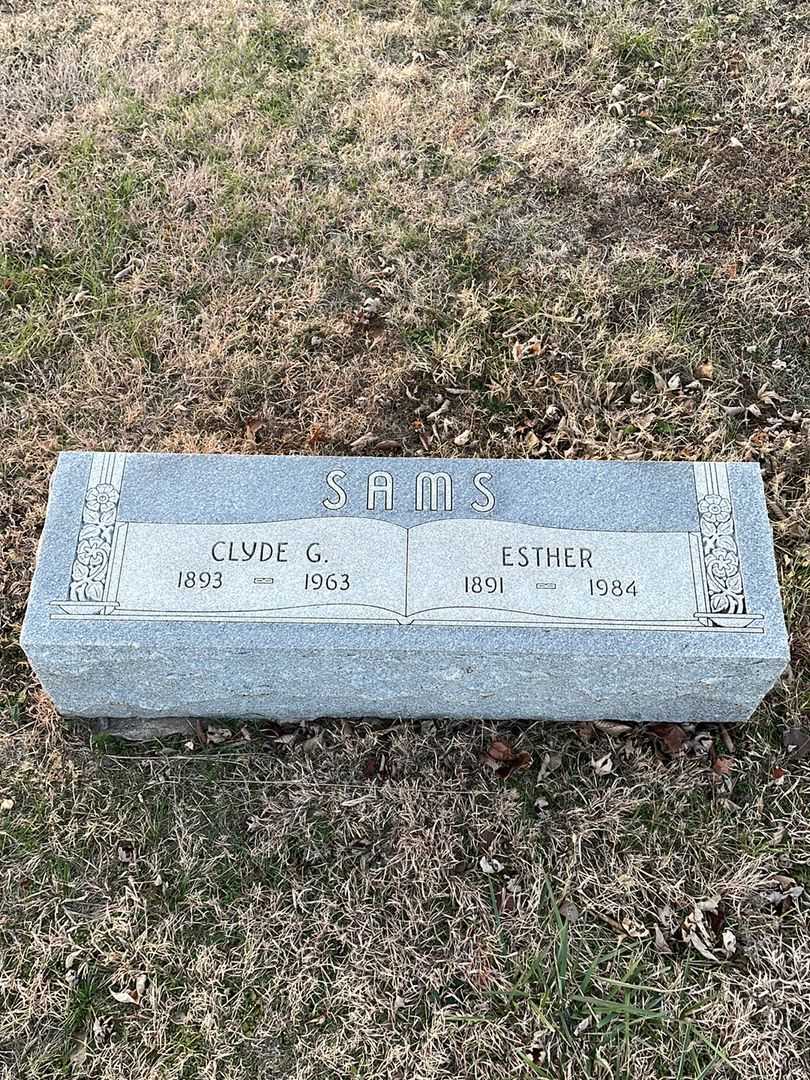 SAMS
CLYDE G.
1893 – 1963
ESTHER
1891 – 1984